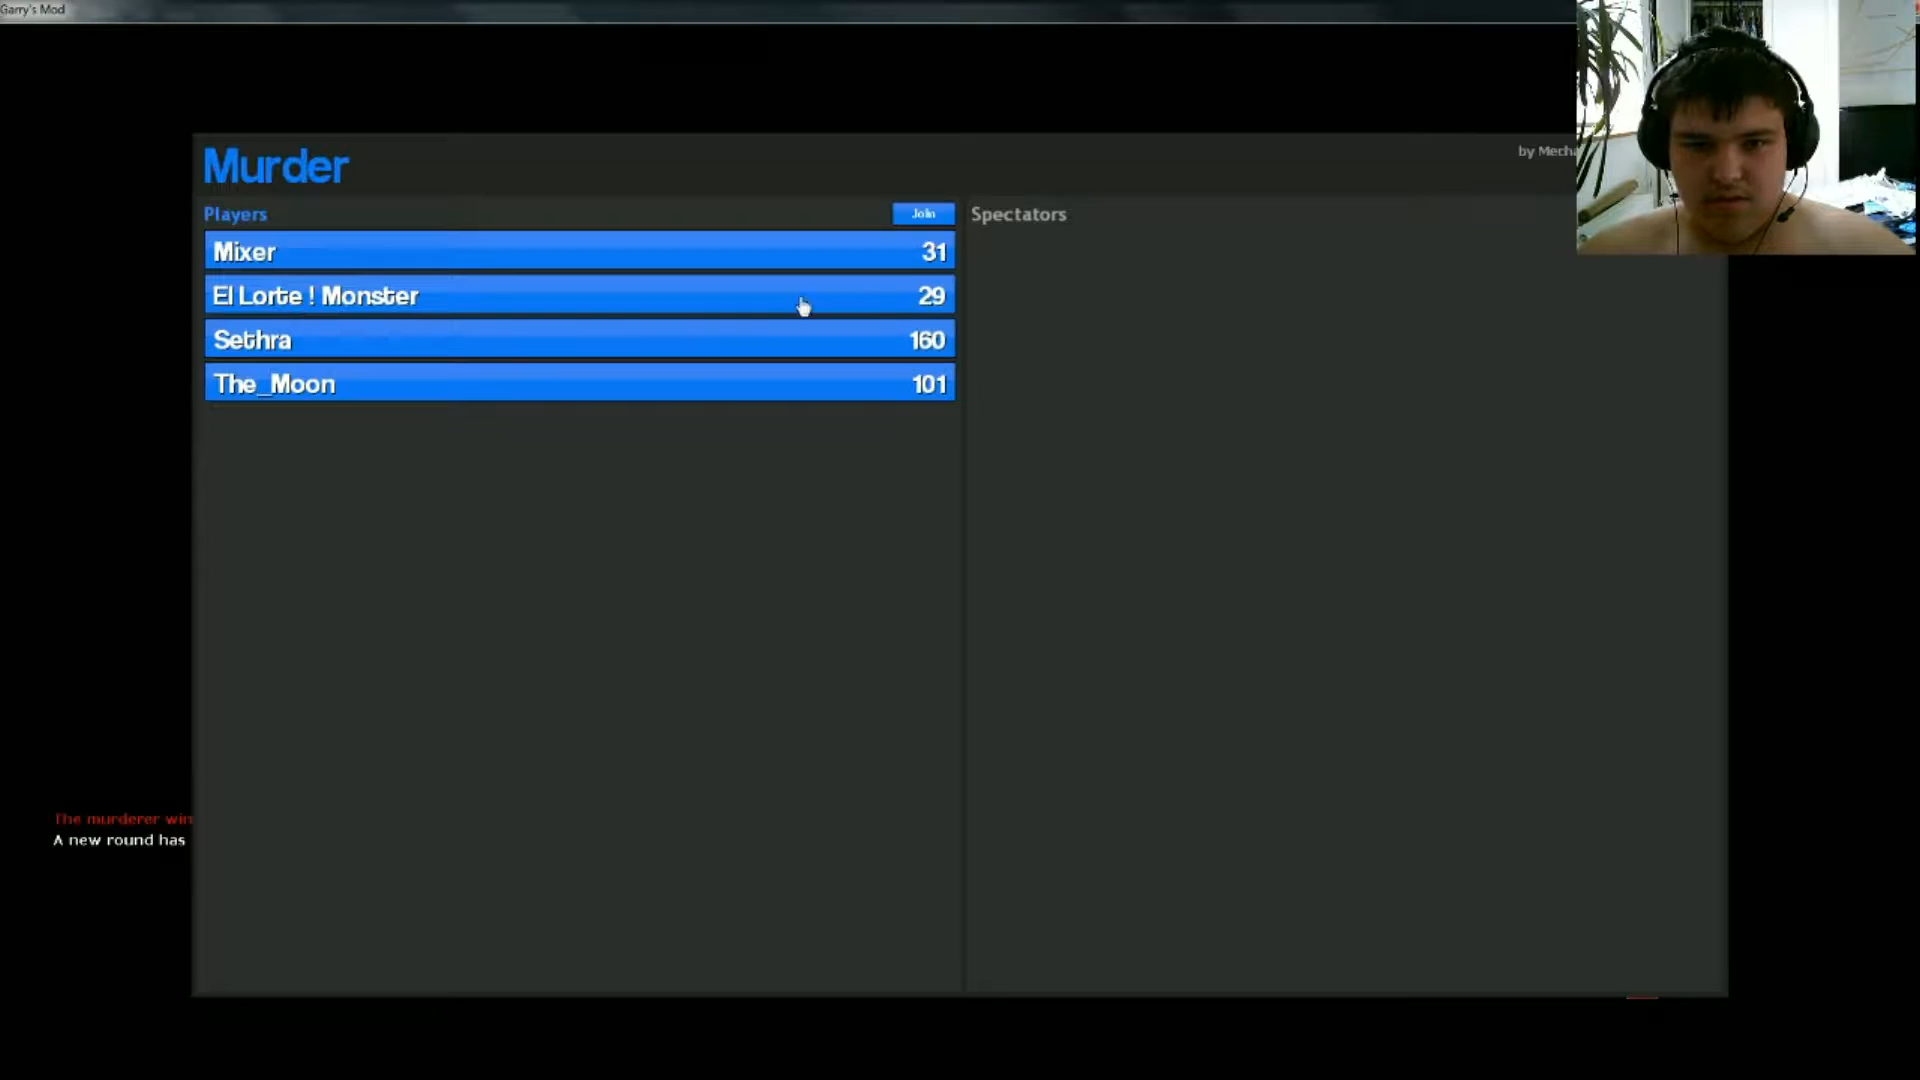 Garry's Mod
Murder
by Mecha
Players
Join
Spectators
Mixer 31
El Lorte ! Monster 29
Sethra 160
The_Moon 101
The murderer win
A new round has